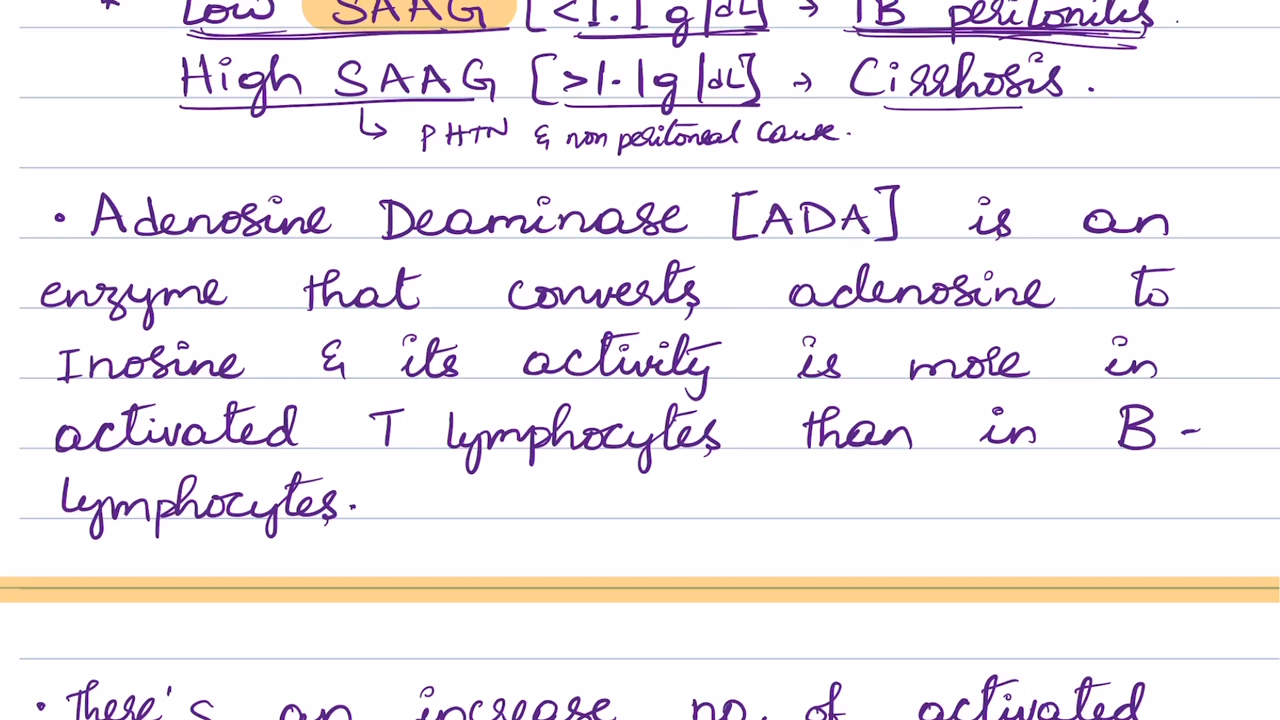 * Low SAAG [<1.1 g/dL] → TB peritonitis.
High SAAG [>1.1g/dL] → Cirrhosis.
↳ PHTN & non peritoneal cause.
• Adenosine Deaminase [ADA] is an
enzyme that converts adenosine to
Inosine & its activity is more in
activated T lymphocytes than in B-
lymphocytes.
• There's an increase no. of activated